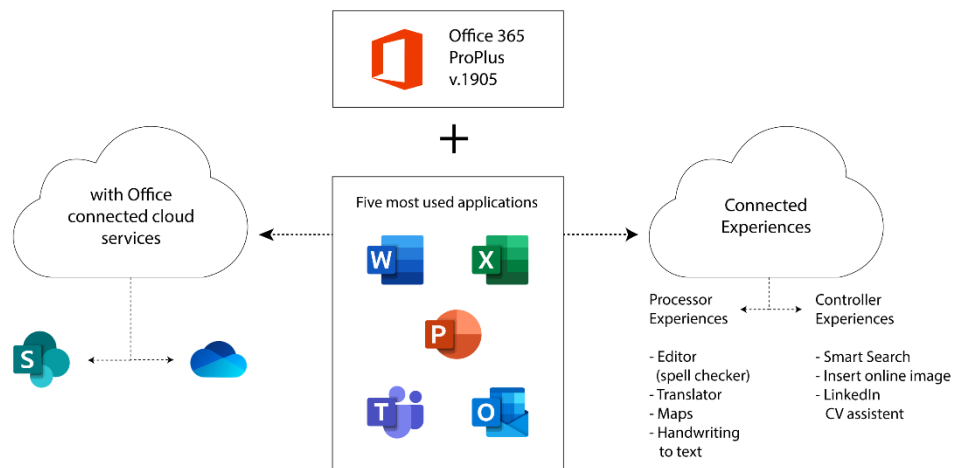 Office 365
ProPlus
v.1905
+
with Office
connected cloud
services
Five most used applications
W
X
P
T
O
S
Connected
Experiences
Processor
Experiences
- Editor
(spell checker)
- Translator
- Maps
- Handwriting
to text
Controller
Experiences
- Smart Search
- Insert online image
- LinkedIn
CV assistent